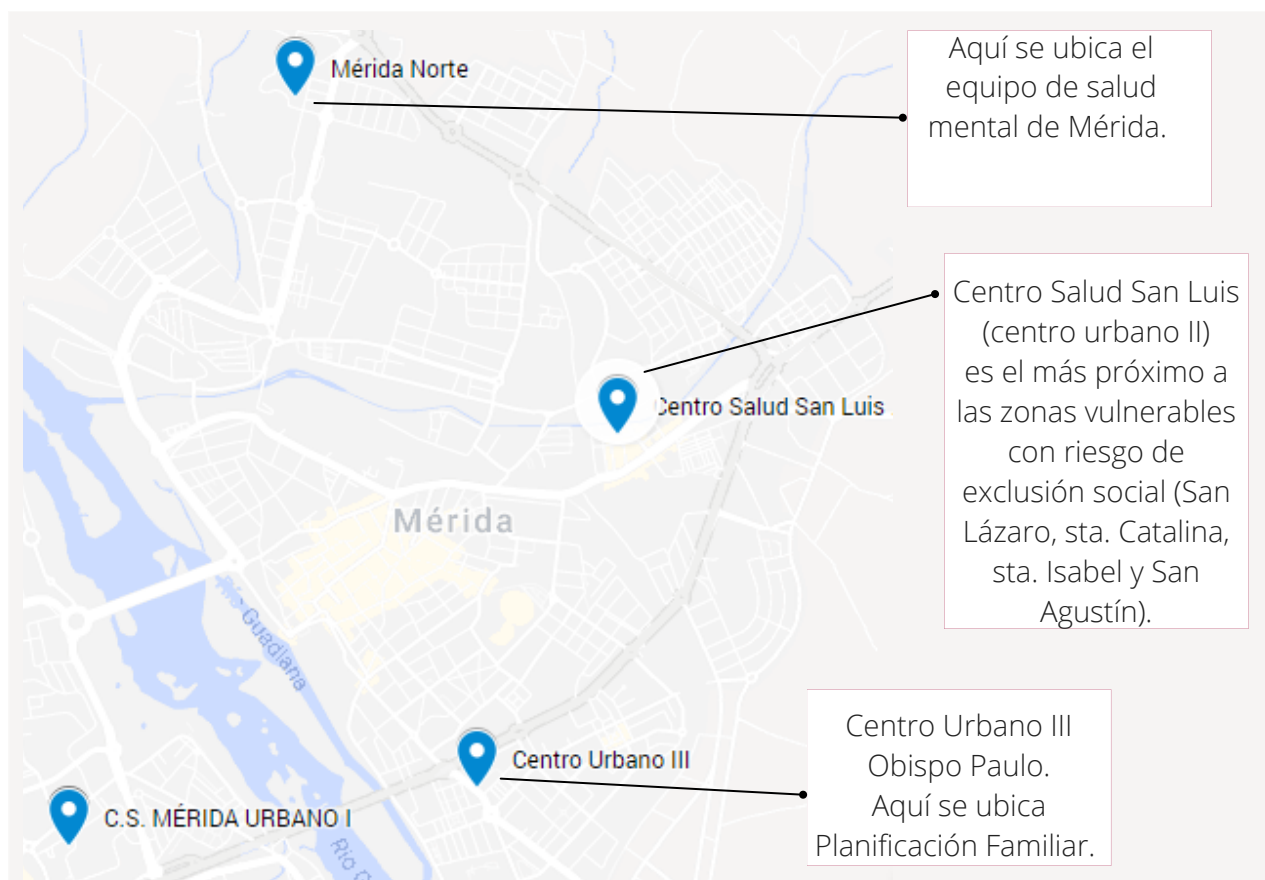 Mérida Norte
Aquí se ubica el
equipo de salud
mental de Mérida.
Centro Salud San Luis
(centro urbano II)
es el más próximo a
las zonas vulnerables
con riesgo de
exclusión social (San
Lázaro, sta. Catalina,
sta. Isabel y San
Agustín).
Centro Salud San Luis
Mérida
Río Guadiana
Centro Urbano III
Centro Urbano III
Obispo Paulo.
Aquí se ubica
Planificación Familiar.
C.S. MÉRIDA URBANO I
Río